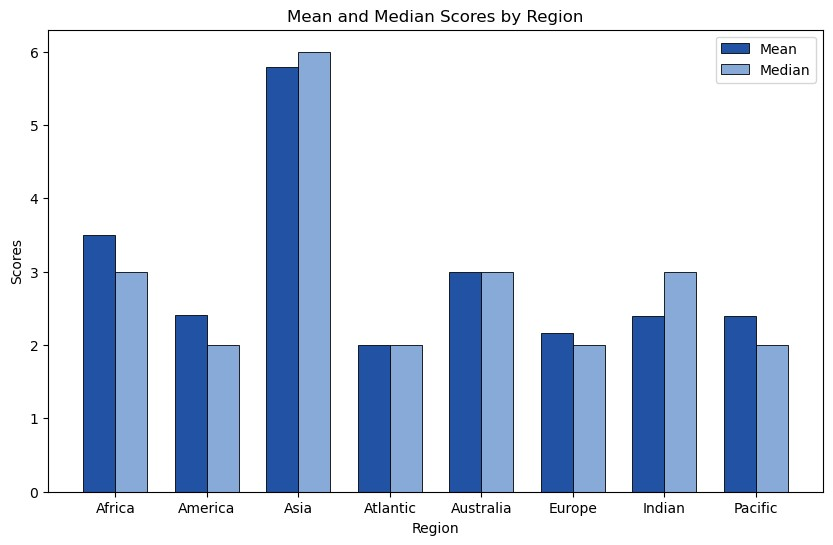 Mean and Median Scores by Region
Mean
Median
Scores
6
5
4
3
2
1
0
Africa America Asia Atlantic Australia Europe Indian Pacific
Region